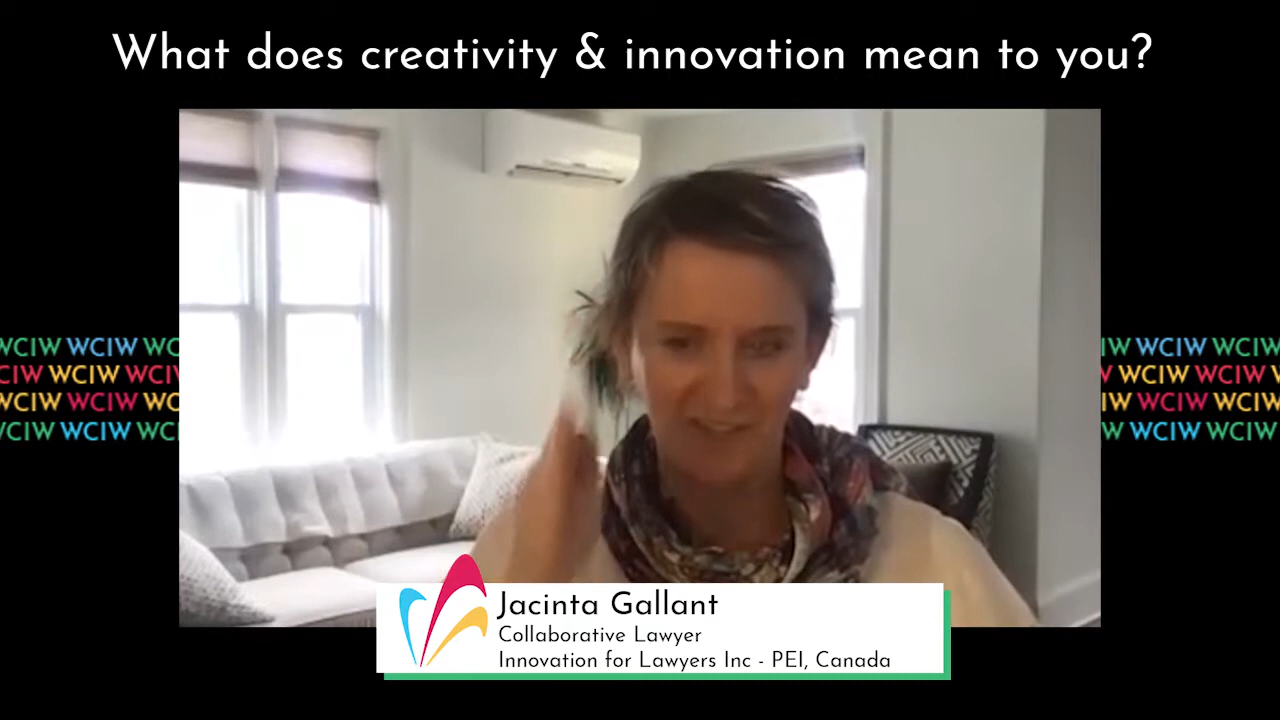 What does creativity & innovation mean to you?
WCIW WCIW WC IW WCIW WCIW
CIW WCIW WCIW W WCIW WCIW W
WCIW WCIW WC IW WCIW WCIW
WCIW WCIW WCI WCIW WCIW
Jacinta Gallant
Collaborative Lawyer
Innovation for Lawyers Inc - PEI, Canada